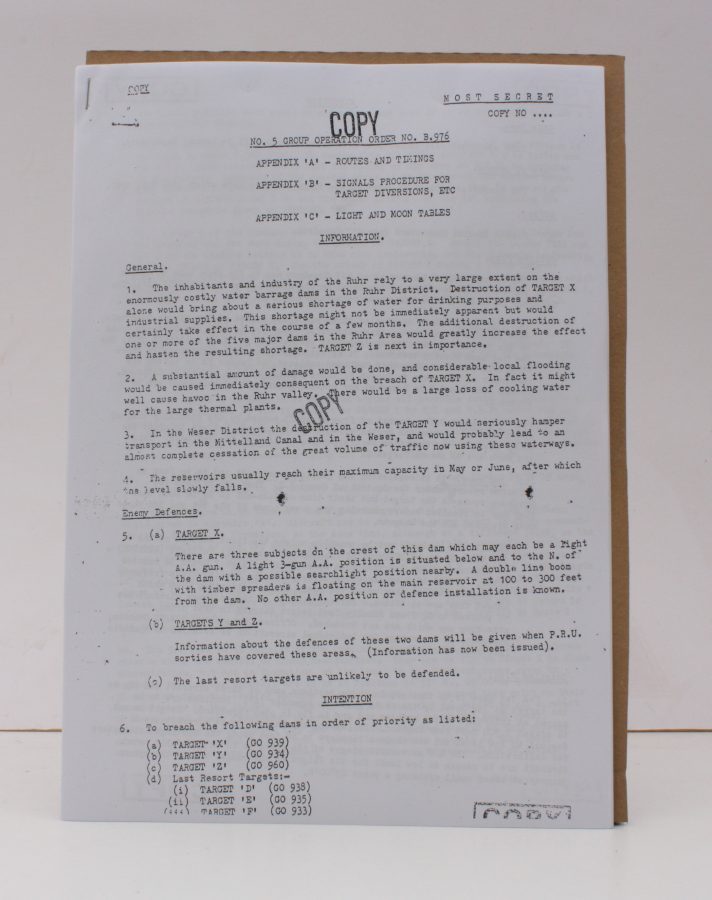 COPY
MOST SECRET
COPY NO ....
COPY
NO. 5 GROUP OPERATION ORDER NO. B.976
APPENDIX 'A' - ROUTES AND TIMINGS
APPENDIX 'B' - SIGNALS PROCEDURE FOR
TARGET DIVERSIONS, ETC
APPENDIX 'C' - LIGHT AND MOON TABLES
INFORMATION.
General.
1. The inhabitants and industry of the Ruhr rely to a very large extent on the
enormously costly water barrage dams in the Ruhr District. Destruction of TARGET X
alone would bring about a serious shortage of water for drinking purposes and
industrial supplies. This shortage might not be immediately apparent but would
certainly take effect in the course of a few months. The additional destruction of
one or more of the five major dams in the Ruhr Area would greatly increase the effect
and hasten the resulting shortage. TARGET Z is next in importance.
2. A substantial amount of damage would be done, and considerable local flooding
would be caused immediately consequent on the breach of TARGET X. In fact it might
well cause havoc in the Ruhr valley. There would be a large loss of cooling water
for the large thermal plants.
COPY
3. In the Weser District the destruction of the TARGET Y would seriously hamper
transport in the Mittelland Canal and in the Weser, and would probably lead to an
almost complete cessation of the great volume of traffic now using these waterways.
4. The reservoirs usually reach their maximum capacity in May or June, after which
the level slowly falls.
Enemy Defences.
5. (a) TARGET X.
There are three subjects on the crest of this dam which may each be a light
A.A. gun. A light 3-gun A.A. position is situated below and to the N. of
the dam with a possible searchlight position nearby. A double line boom
with timber spreaders is floating on the main reservoir at 100 to 300 feet
from the dam. No other A.A. position or defence installation is known.
(b) TARGETS Y and Z.
Information about the defences of these two dams will be given when P.R.U.
sorties have covered these areas. (Information has now been issued).
(c) The last resort targets are unlikely to be defended.
INTENTION
6. To breach the following dams in order of priority as listed:
(a) TARGET 'X' (GO 939)
(b) TARGET 'Y' (GO 934)
(c) TARGET 'Z' (GO 960)
(d) Last Resort Targets:-
(i) TARGET 'D' (GO 938)
(ii) TARGET 'E' (GO 935)
(iii) TARGET 'F' (GO 933)
COPY